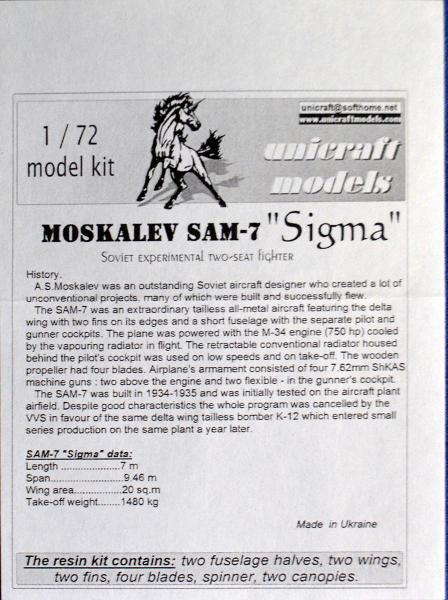 unicraft@softhome.net
www.unicraftmodels.com
1 / 72
model kit
unicraft
models
MOSKALEV SAM-7 "Sigma"
SOVIET EXPERIMENTAL TWO-SEAT FIGHTER
History.
A.S.Moskalev was an outstanding Soviet aircraft designer who created a lot of
unconventional projects, many of which were built and successfully flew.
The SAM-7 was an extraordinary tailless all-metal aircraft featuring the delta
wing with two fins on its edges and a short fuselage with the separate pilot and
gunner cockpits. The plane was powered with the M-34 engine (750 hp) cooled
by the vapouring radiator in flight. The retractable conventional radiator housed
behind the pilot's cockpit was used on low speeds and on take-off. The wooden
propeller had four blades. Airplane's armament consisted of four 7.62mm ShKAS
machine guns : two above the engine and two flexible - in the gunner's cockpit.
The SAM-7 was built in 1934-1935 and was initially tested on the aircraft plant
airfield. Despite good characteristics the whole program was cancelled by the
VVS in favour of the same delta wing tailless bomber K-12 which entered small
series production on the same plant a year later.
SAM-7 "Sigma" data:
Length ....................7 m
Span.........................9.46 m
Wing area................20 sq.m
Take-off weight.......1480 kg
Made in Ukraine
The resin kit contains: two fuselage halves, two wings,
two fins, four blades, spinner, two canopies.